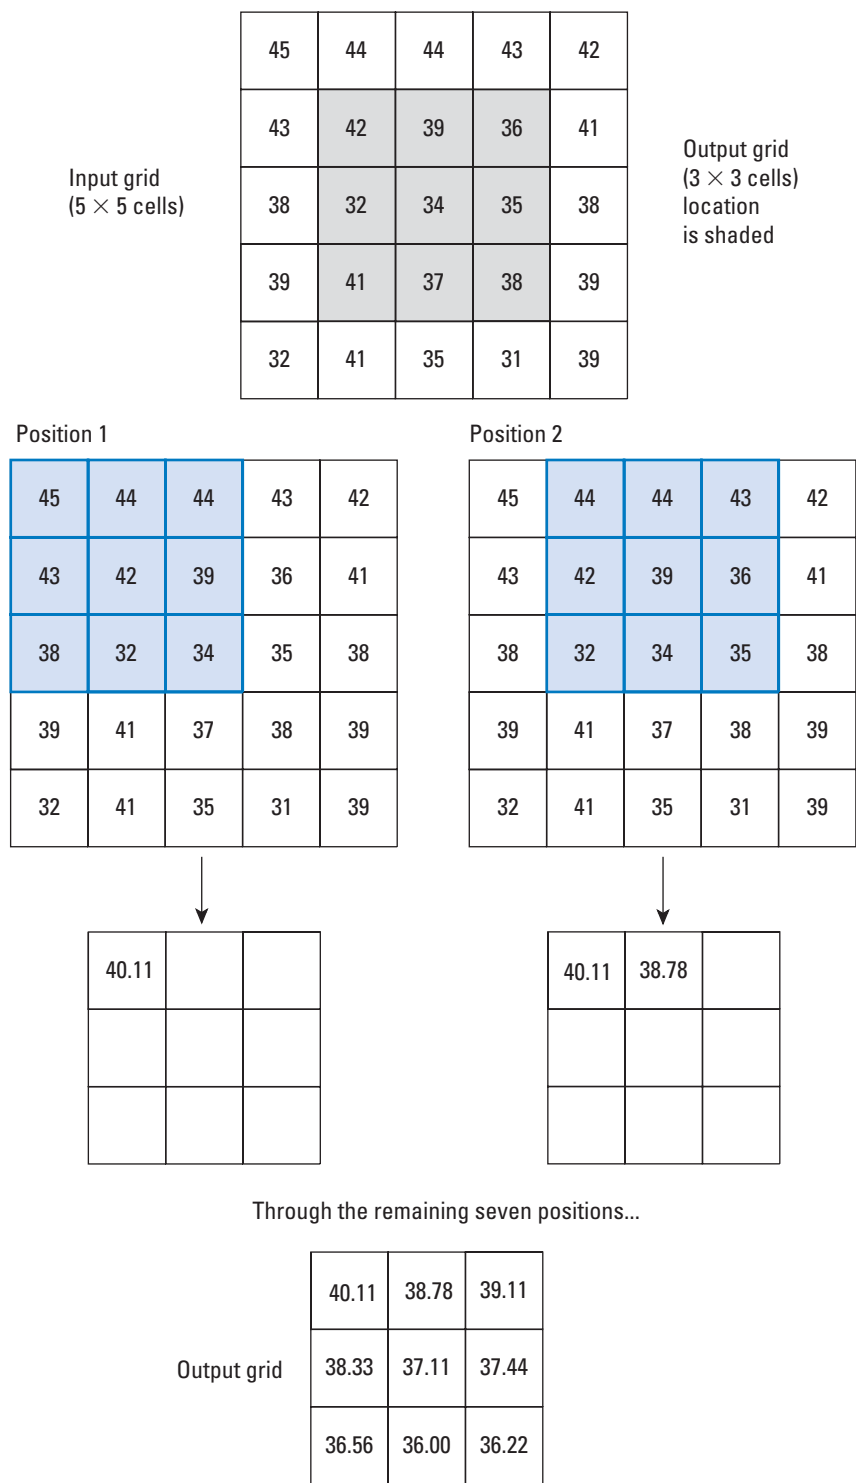 45 44 44 43 42
43 42 39 36 41
Input grid
(5 × 5 cells)
38 32 34 35 38
Output grid
(3 × 3 cells)
location
is shaded
39 41 37 38 39
32 41 35 31 39
Position 1
45 44 44 43 42
43 42 39 36 41
38 32 34 35 38
39 41 37 38 39
32 41 35 31 39
40.11
Position 2
45 44 44 43 42
43 42 39 36 41
38 32 34 35 38
39 41 37 38 39
32 41 35 31 39
40.11 38.78
Through the remaining seven positions...
40.11 38.78 39.11
Output grid
38.33 37.11 37.44
36.56 36.00 36.22